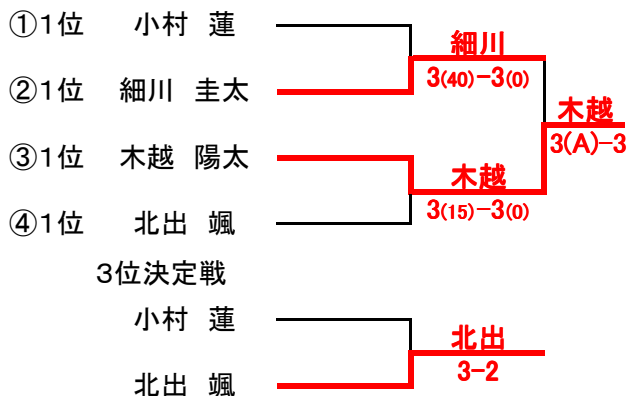 ①1位 小村 蓮
細川
3(40)-3(0)
②1位 細川 圭太
木越
3(A)-3
③1位 木越 陽太
木越
3(15)-3(0)
④1位 北出 颯
3位決定戦
小村 蓮
北出
3-2
北出 颯